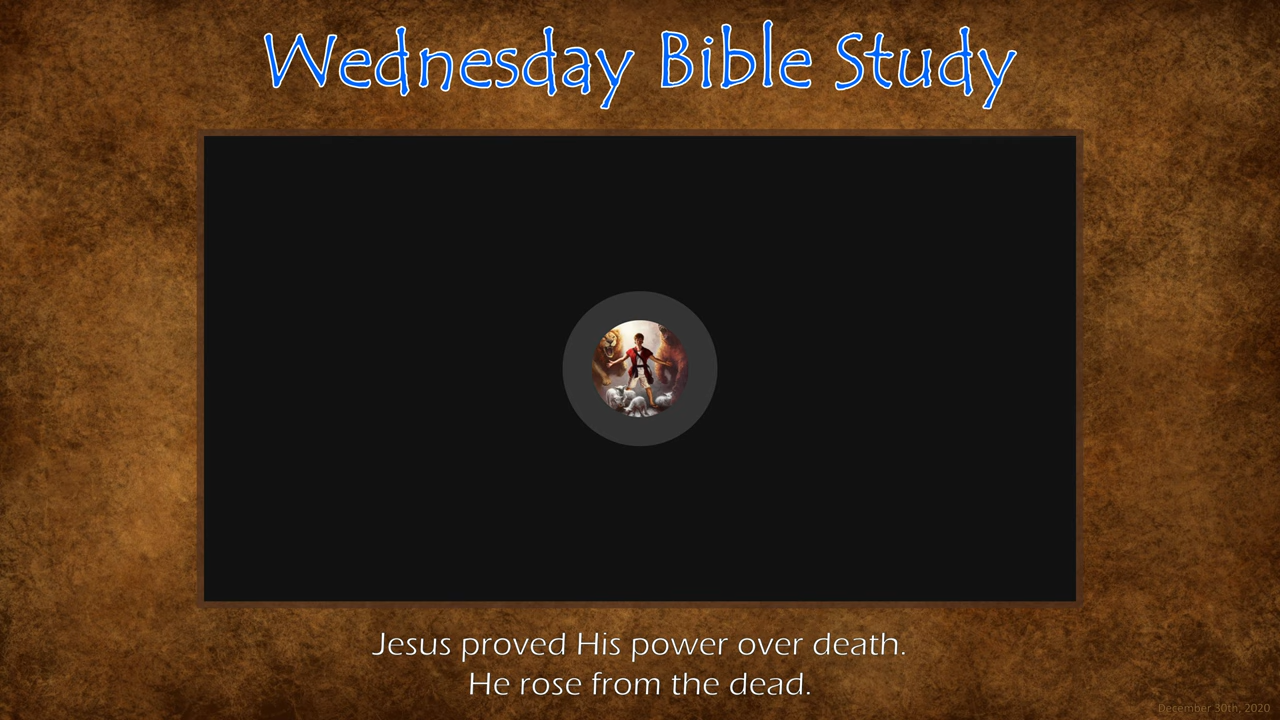 Wednesday Bible Study
Jesus proved His power over death.
He rose from the dead.
December 30th, 2020